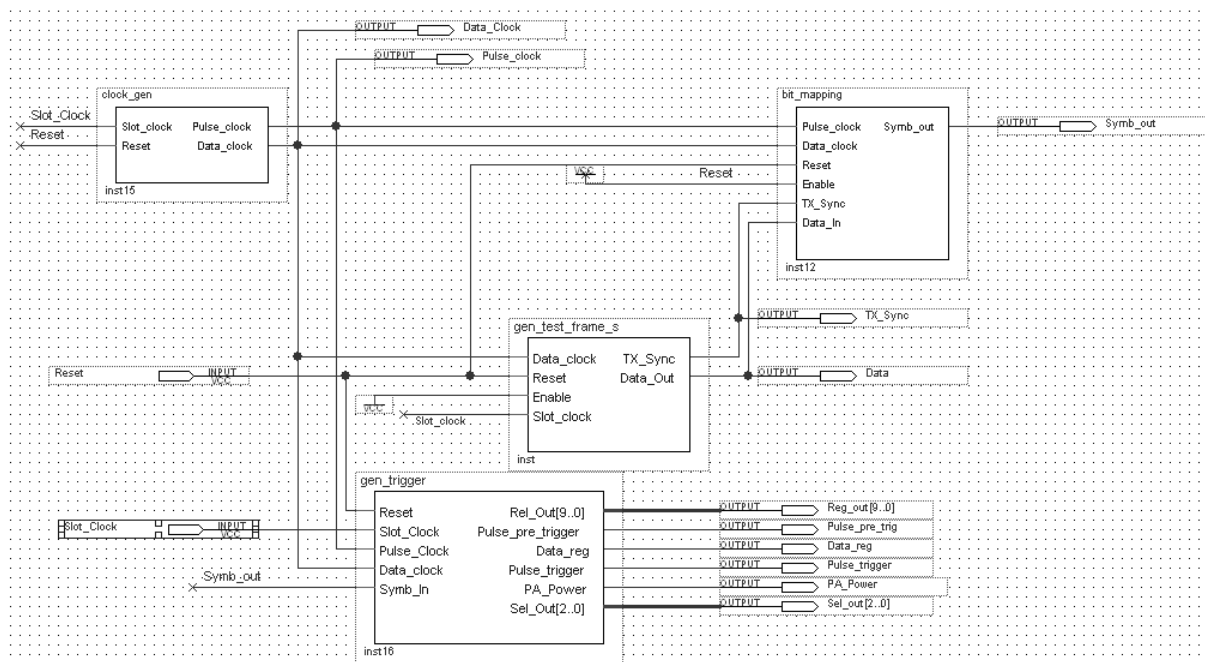 OUTPUT Data_Clock
OUTPUT Pulse_clock
clock_gen
Slot_Clock
Reset
Slot_clock Pulse_clock
Reset Data_clock
inst15
bit_mapping
Pulse_clock Symb_out
Data_clock
Reset
Enable
TX_Sync
Data_In
inst12
OUTPUT Symb_out
VCC
Reset
OUTPUT TX_Sync
gen_test_frame_s
Data_clock TX_Sync
Reset Data_Out
Enable
Slot_clock
inst
Reset INPUT
VCC
VCC
Slot_clock
OUTPUT Data
gen_trigger
Reset Rel_Out[9..0]
Slot_Clock Pulse_pre_trigger
Pulse_Clock Data_reg
Data_clock Pulse_trigger
Symb_In PA_Power
Sel_Out[2..0]
inst16
Slot_Clock INPUT
VCC
Symb_out
OUTPUT Reg_out[9..0]
OUTPUT Pulse_pre_trig
OUTPUT Data_reg
OUTPUT Pulse_trigger
OUTPUT PA_Power
OUTPUT Sel_out[2..0]